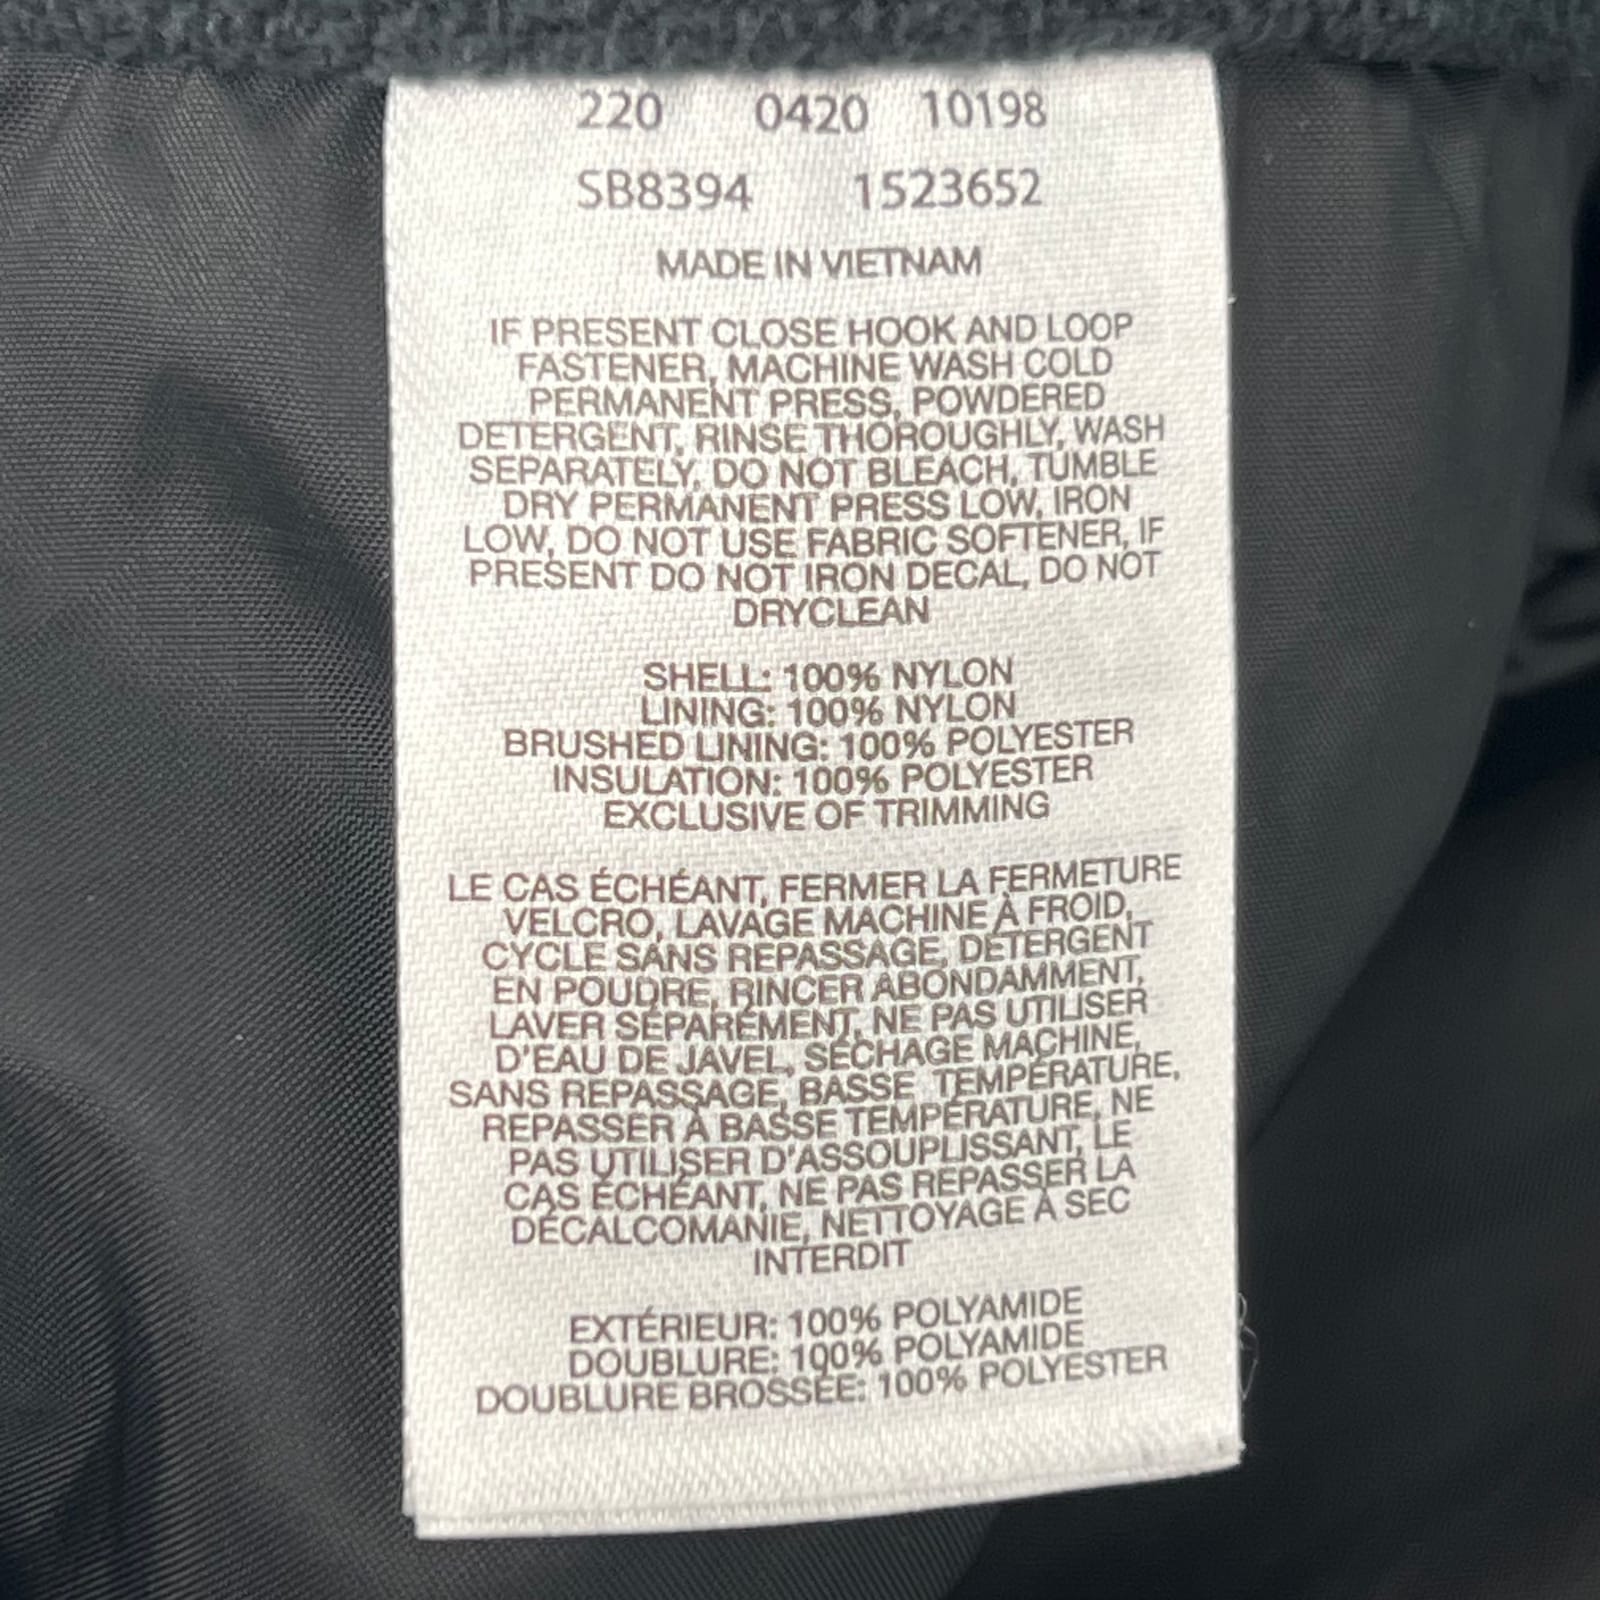 220 0420 10198
SB8394 1523652
MADE IN VIETNAM
IF PRESENT CLOSE HOOK AND LOOP
FASTENER, MACHINE WASH COLD
PERMANENT PRESS, POWDERED
DETERGENT, RINSE THOROUGHLY, WASH
SEPARATELY, DO NOT BLEACH, TUMBLE
DRY PERMANENT PRESS LOW, IRON
LOW, DO NOT USE FABRIC SOFTENER, IF
PRESENT DO NOT IRON DECAL, DO NOT
DRYCLEAN
SHELL: 100% NYLON
LINING: 100% NYLON
BRUSHED LINING: 100% POLYESTER
INSULATION: 100% POLYESTER
EXCLUSIVE OF TRIMMING
LE CAS ÉCHÉANT, FERMER LA FERMETURE
VELCRO, LAVAGE MACHINE À FROID,
CYCLE SANS REPASSAGE, DÉTERGENT
EN POUDRE, RINCER ABONDAMMENT,
LAVER SÉPARÉMENT, NE PAS UTILISER
D'EAU DE JAVEL, SÉCHAGE MACHINE,
SANS REPASSAGE, BASSE TEMPÉRATURE,
REPASSER À BASSE TEMPÉRATURE, NE
PAS UTILISER D'ASSOUPLISSANT, LE
CAS ÉCHÉANT, NE PAS REPASSER LA
DÉCALCOMANIE, NETTOYAGE À SEC
INTERDIT
EXTÉRIEUR: 100% POLYAMIDE
DOUBLURE: 100% POLYAMIDE
DOUBLURE BROSSÉE: 100% POLYESTER